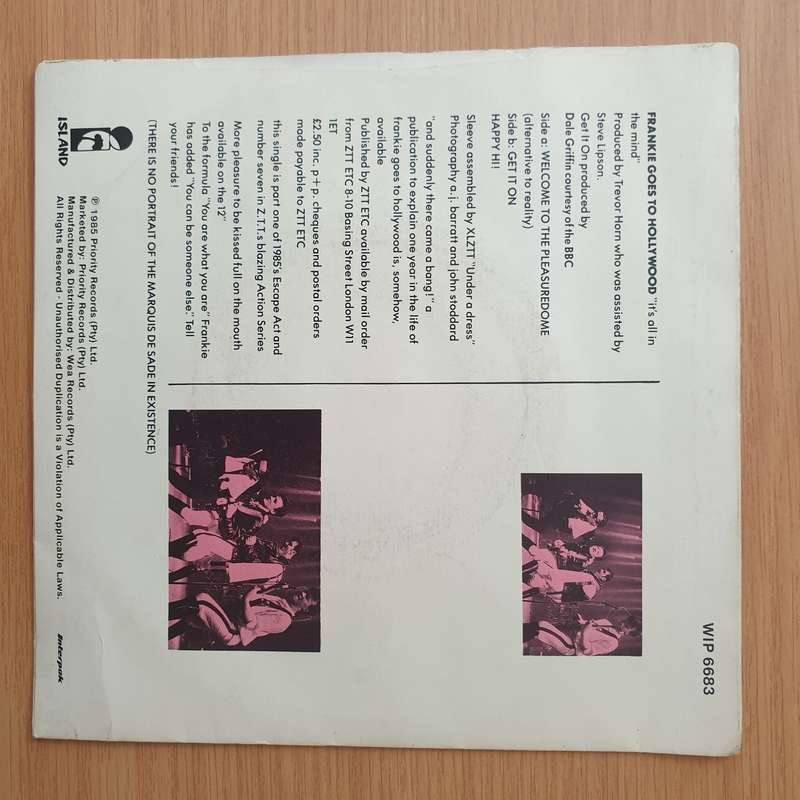 WIP 6683
FRANKIE GOES TO HOLLYWOOD "it's all in
the mind"
Produced by Trevor Horn who was assisted by
Steve Lipson.
Get It On produced by
Dale Griffin courtesy of the BBC
Side a: WELCOME TO THE PLEASUREDOME
(alternative to reality)
Side b: GET IT ON
HAPPY HI!
Sleeve assembled by XLZTT "Under a dress"
Photography a. j. barratt and john stoddard
"and suddenly there came a bang!" a
publication to explain one year in the life of
frankie goes to hollywood is, somehow,
available
Published by ZTT ETC available by mail order
from ZTT ETC 8-10 Basing Street London W11
1ET
£2.50 inc. p+p. cheques and postal orders
made payable to ZTT ETC
this single is part one of 1985's Escape Act and
number seven in Z.T.T.s blazing Action Series
More pleasure to be kissed full on the mouth
available on the 12"
To the formula "You are what you are" Frankie
has added "You can be someone else." Tell
your friends!
(THERE IS NO PORTRAIT OF THE MARQUIS DE SADE IN EXISTENCE)
ISLAND
℗ 1985 Priority Records (Pty) Ltd.
Marketed by: Priority Records (Pty) Ltd.
Manufactured & Distributed by: Wea Records (Pty) Ltd.
All Rights Reserved · Unauthorised Duplication is a Violation of Applicable Laws.
Interpak